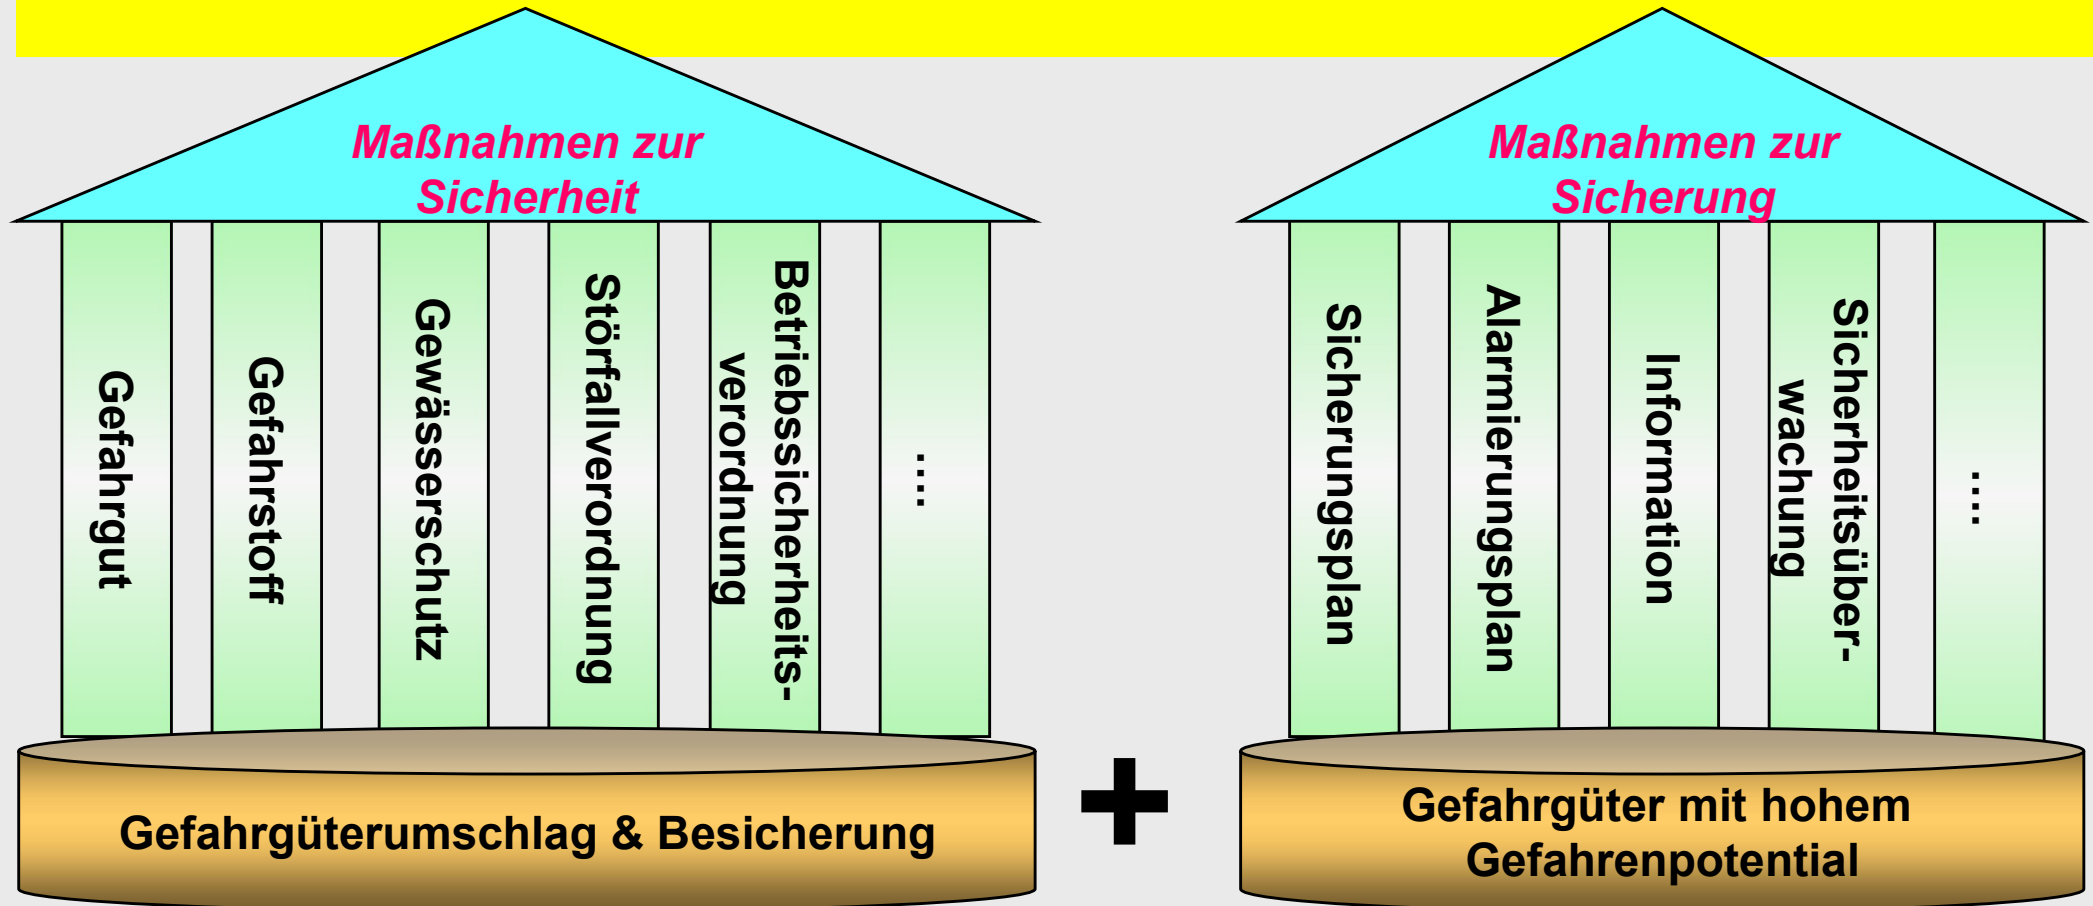 Maßnahmen zur
Sicherheit
Gefahrgut
Gefahrstoff
Gewässerschutz
Störfallverordnung
Betriebssicherheits-
verordnung
....
Gefahrgüterumschlag & Besicherung
+
Maßnahmen zur
Sicherung
Sicherungsplan
Alarmierungsplan
Information
Sicherheitsüber-
wachung
....
Gefahrgüter mit hohem
Gefahrenpotential